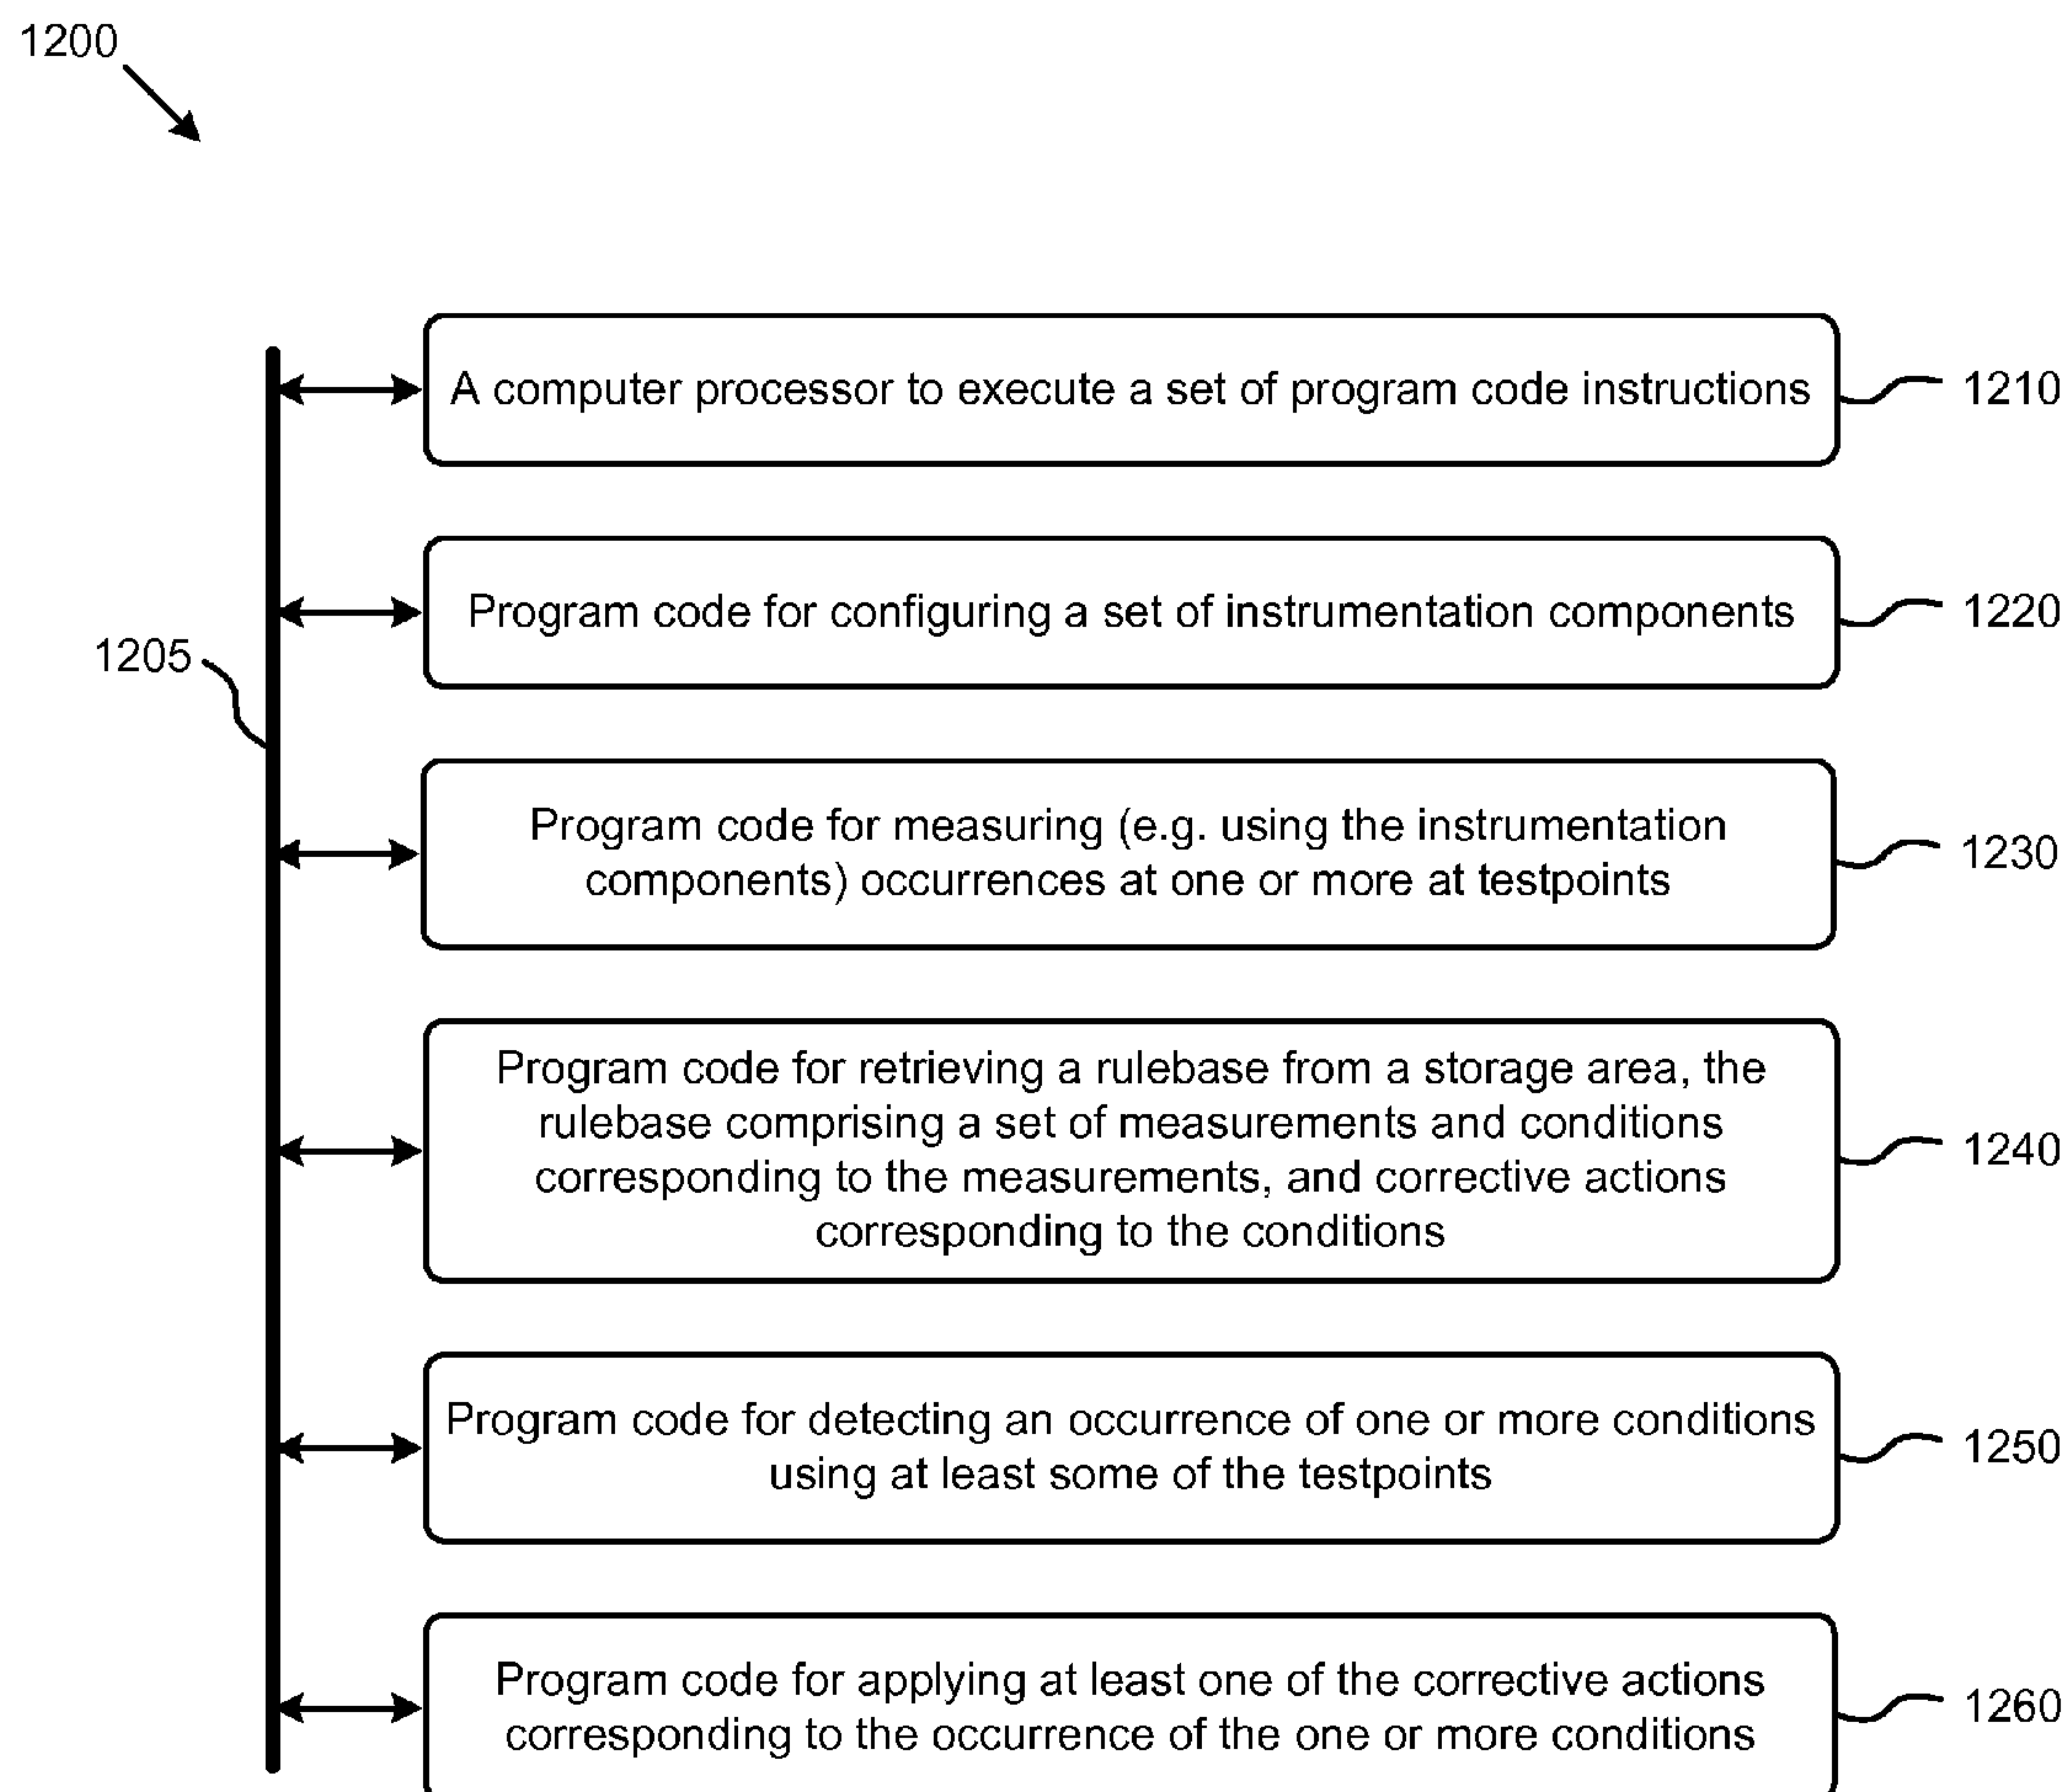 1200
A computer processor to execute a set of program code instructions
1210
Program code for configuring a set of instrumentation components
1220
1205
Program code for measuring (e.g. using the instrumentation
components) occurrences at one or more at testpoints
1230
Program code for retrieving a rulebase from a storage area, the
rulebase comprising a set of measurements and conditions
corresponding to the measurements, and corrective actions
corresponding to the conditions
1240
Program code for detecting an occurrence of one or more conditions
using at least some of the testpoints
1250
Program code for applying at least one of the corrective actions
corresponding to the occurrence of the one or more conditions
1260